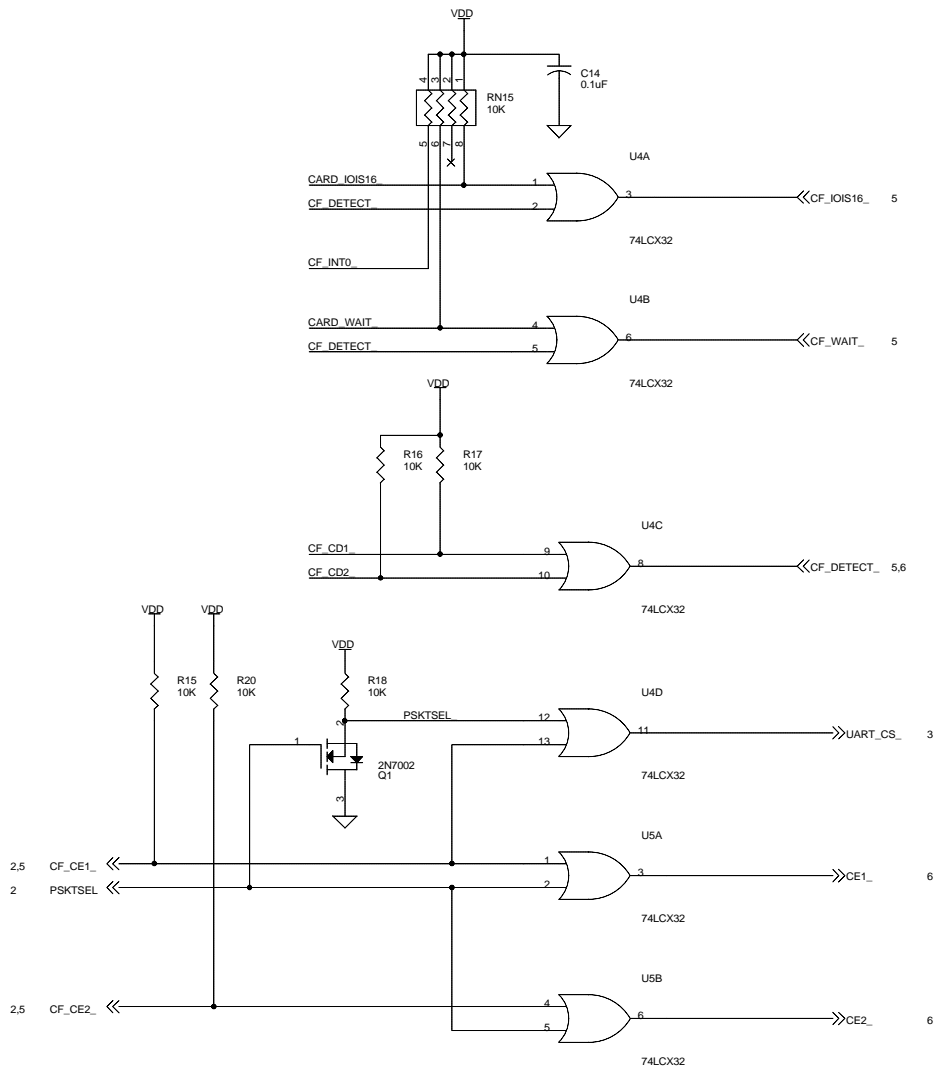 VDD
4 3 2 1
RN15
10K
C14
0.1uF
5 6 7 8
U4A
CARD_IOIS16_
1
3
CF_IOIS16_ 5
CF_DETECT_
2
74LCX32
CF_INT0_
U4B
CARD_WAIT_
4
6
CF_WAIT_ 5
CF_DETECT_
5
74LCX32
VDD
R16
10K
R17
10K
U4C
CF_CD1_
9
8
CF_DETECT_ 5,6
CF_CD2_
10
74LCX32
VDD
VDD
VDD
R15
10K
R20
10K
R18
10K
U4D
PSKTSEL_
12
11
UART_CS_ 3
2
1
13
2N7002
Q1
74LCX32
3
U5A
2,5 CF_CE1_
1
3
CE1_ 6
2 PSKTSEL
2
74LCX32
U5B
2,5 CF_CE2_
4
6
CE2_ 6
5
74LCX32